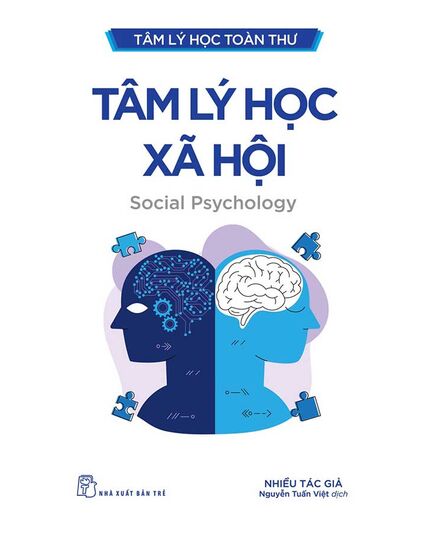 TÂM LÝ HỌC TOÀN THƯ
TÂM LÝ HỌC
XÃ HỘI
Social Psychology
NHIỀU TÁC GIẢ
Nguyễn Tuấn Việt dịch
NHÀ XUẤT BẢN TRẺ